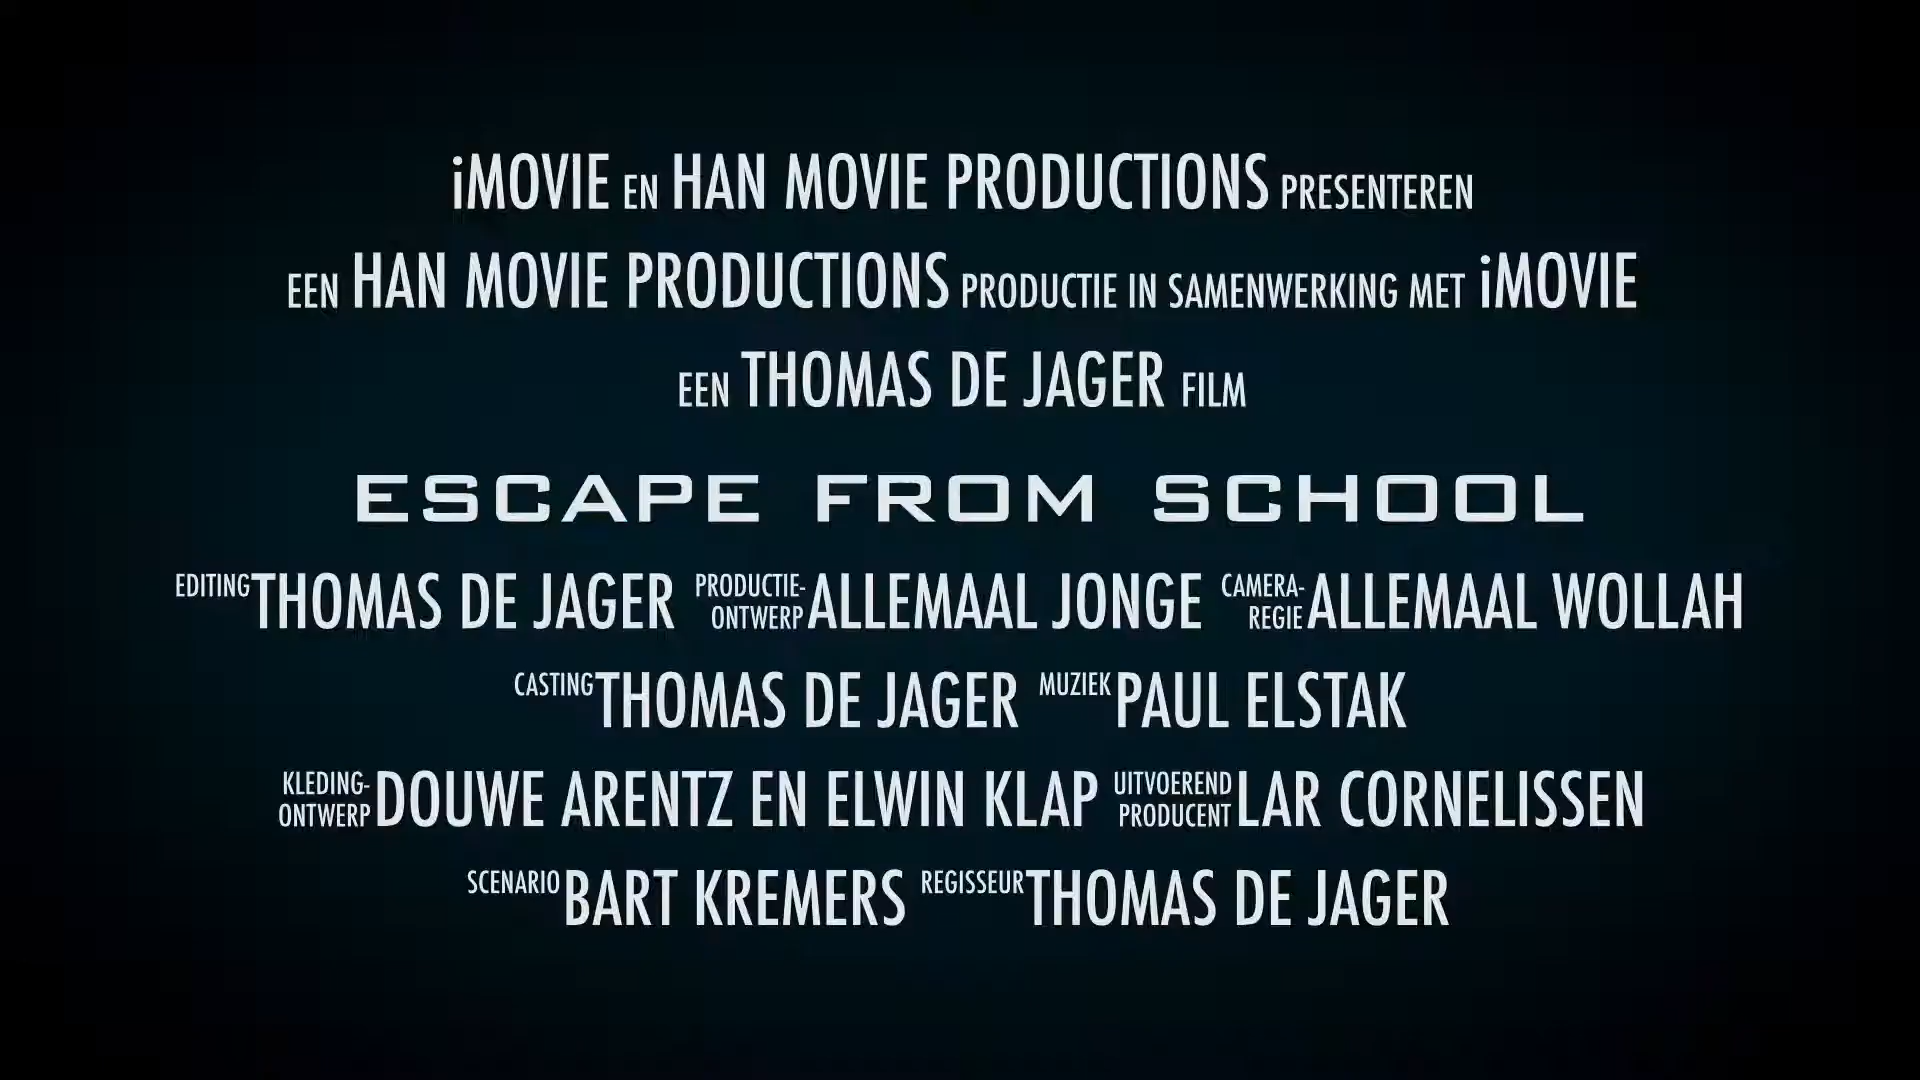 iMOVIE EN HAN MOVIE PRODUCTIONS PRESENTEREN
EEN HAN MOVIE PRODUCTIONS PRODUCTIE IN SAMENWERKING MET iMOVIE
EEN THOMAS DE JAGER FILM
ESCAPE FROM SCHOOL
EDITING THOMAS DE JAGER PRODUCTIE-ONTWERP ALLEMAAL JONGE CAMERA-REGIE ALLEMAAL WOLLAH
CASTING THOMAS DE JAGER MUZIEK PAUL ELSTAK
KLEDING-ONTWERP DOUWE ARENTZ EN ELWIN KLAP UITVOEREND PRODUCENT LAR CORNELISSEN
SCENARIO BART KREMERS REGISSEUR THOMAS DE JAGER